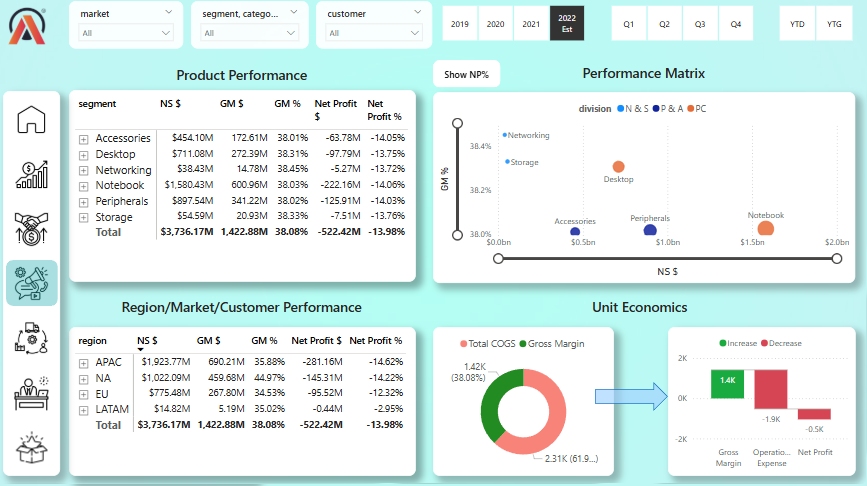 market
All
segment, catego...
All
customer
All
2019
2020
2021
2022
Est
Q1
Q2
Q3
Q4
YTD
YTG
Product Performance
segment NS $ GM $ GM % Net Profit $ Net Profit %
Accessories $454.10M 172.61M 38.01% -63.78M -14.05%
Desktop $711.08M 272.39M 38.31% -97.79M -13.75%
Networking $38.43M 14.78M 38.45% -5.27M -13.72%
Notebook $1,580.43M 600.96M 38.03% -222.16M -14.06%
Peripherals $897.54M 341.22M 38.02% -125.91M -14.03%
Storage $54.59M 20.93M 38.33% -7.51M -13.76%
Total $3,736.17M 1,422.88M 38.08% -522.42M -13.98%
Show NP%
Performance Matrix
division N & S P & A PC
GM %
38.4%
38.2%
38.0%
Networking
Storage
Desktop
Accessories
Peripherals
Notebook
$0.0bn $0.5bn $1.0bn $1.5bn $2.0bn
NS $
Region/Market/Customer Performance
region NS $ GM $ GM % Net Profit $ Net Profit %
APAC $1,923.77M 690.21M 35.88% -281.16M -14.62%
NA $1,022.09M 459.68M 44.97% -145.31M -14.22%
EU $775.48M 267.80M 34.53% -95.52M -12.32%
LATAM $14.82M 5.19M 35.02% -0.44M -2.95%
Total $3,736.17M 1,422.88M 38.08% -522.42M -13.98%
Unit Economics
Total COGS Gross Margin
1.42K
(38.08%)
2.31K (61.9...)
Increase Decrease
2K
0K
-2K
1.4K
-1.9K
-0.5K
Gross
Margin
Operatio...
Expense
Net Profit